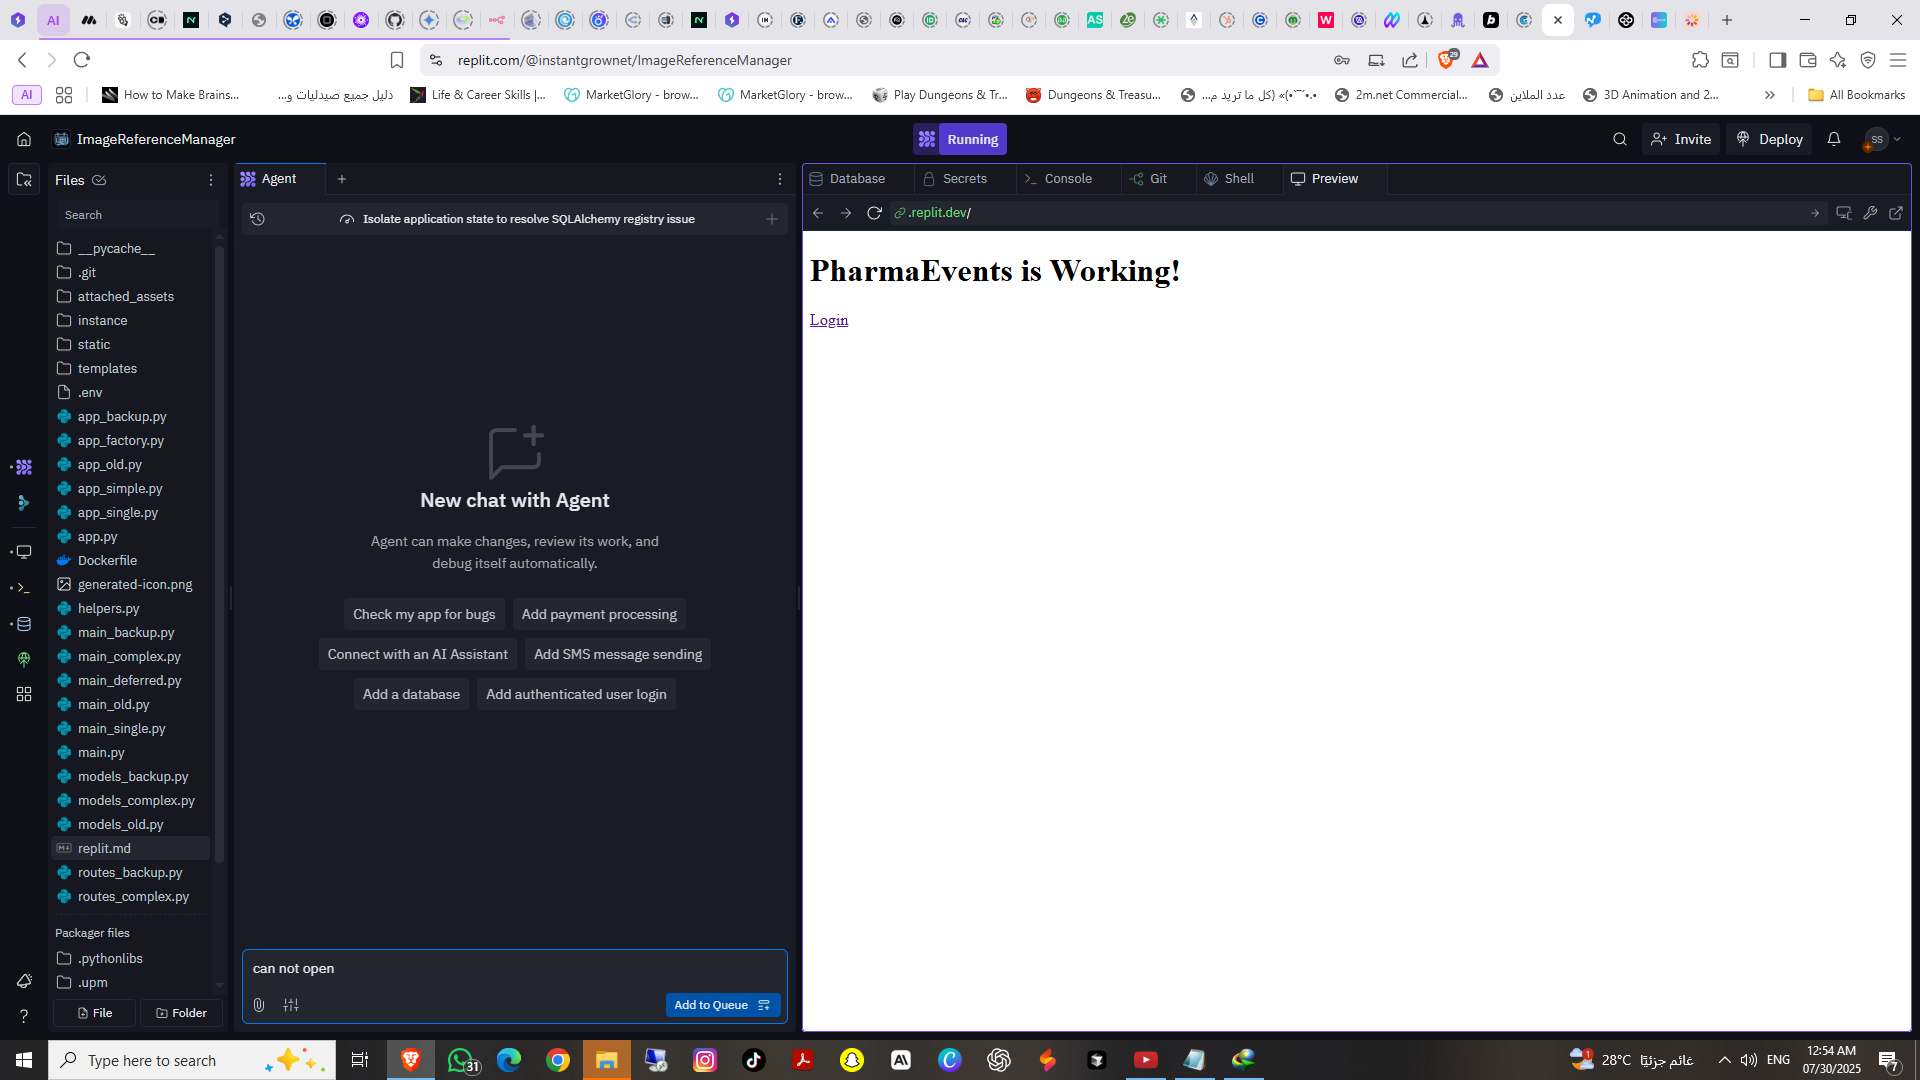 AI
replit.com/@instantgrownet/ImageReferenceManager
29
AI
How to Make Brains...
دليل جميع صيدليات و...
Life & Career Skills |...
MarketGlory - brow...
MarketGlory - brow...
Play Dungeons & Tr...
Dungeons & Treasu...
2m.net Commercial...
عدد الملاين
3D Animation and 2...
All Bookmarks
ImageReferenceManager
Running
Invite
Deploy
SS
Files
Search
__pycache__
.git
attached_assets
instance
static
templates
.env
app_backup.py
app_factory.py
app_old.py
app_simple.py
app_single.py
app.py
Dockerfile
generated-icon.png
helpers.py
main_backup.py
main_complex.py
main_deferred.py
main_old.py
main_single.py
main.py
models_backup.py
models_complex.py
models_old.py
replit.md
routes_backup.py
routes_complex.py
Packager files
.pythonlibs
.upm
File
Folder
Agent
Isolate application state to resolve SQLAlchemy registry issue
New chat with Agent
Agent can make changes, review its work, and
debug itself automatically.
Check my app for bugs
Add payment processing
Connect with an AI Assistant
Add SMS message sending
Add a database
Add authenticated user login
can not open
Add to Queue
Database
Secrets
Console
Git
Shell
Preview
.replit.dev/
PharmaEvents is Working!
Login
Type here to search
31
28°C
غائم جزئيًا
ENG
12:54 AM
07/30/2025
7